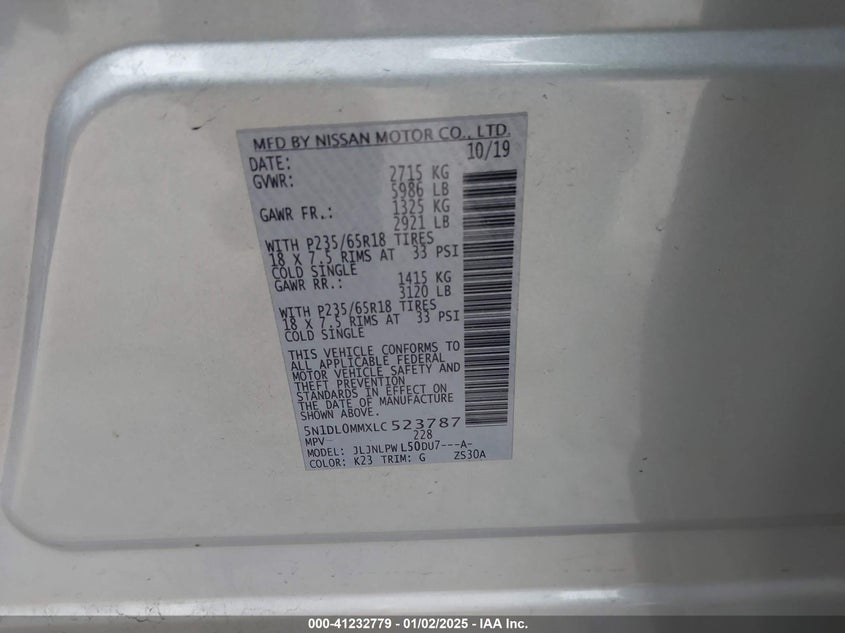 MFD BY NISSAN MOTOR CO., LTD.
DATE: 10/19
GVWR: 2715 KG
5986 LB
GAWR FR.: 1325 KG
2921 LB
WITH P235/65R18 TIRES
18 X 7.5 RIMS AT 33 PSI
COLD SINGLE
GAWR RR.: 1415 KG
3120 LB
WITH P235/65R18 TIRES
18 X 7.5 RIMS AT 33 PSI
COLD SINGLE
THIS VEHICLE CONFORMS TO
ALL APPLICABLE FEDERAL
MOTOR VEHICLE SAFETY AND
THEFT PREVENTION
STANDARDS IN EFFECT ON
THE DATE OF MANUFACTURE
SHOWN ABOVE.
5N1DL0MMXLC523787
MPV 228
MODEL: JLJNLPWL50DU7---A-
COLOR: K23 TRIM: G ZS30A
000-41232779 - 01/02/2025 - IAA Inc.